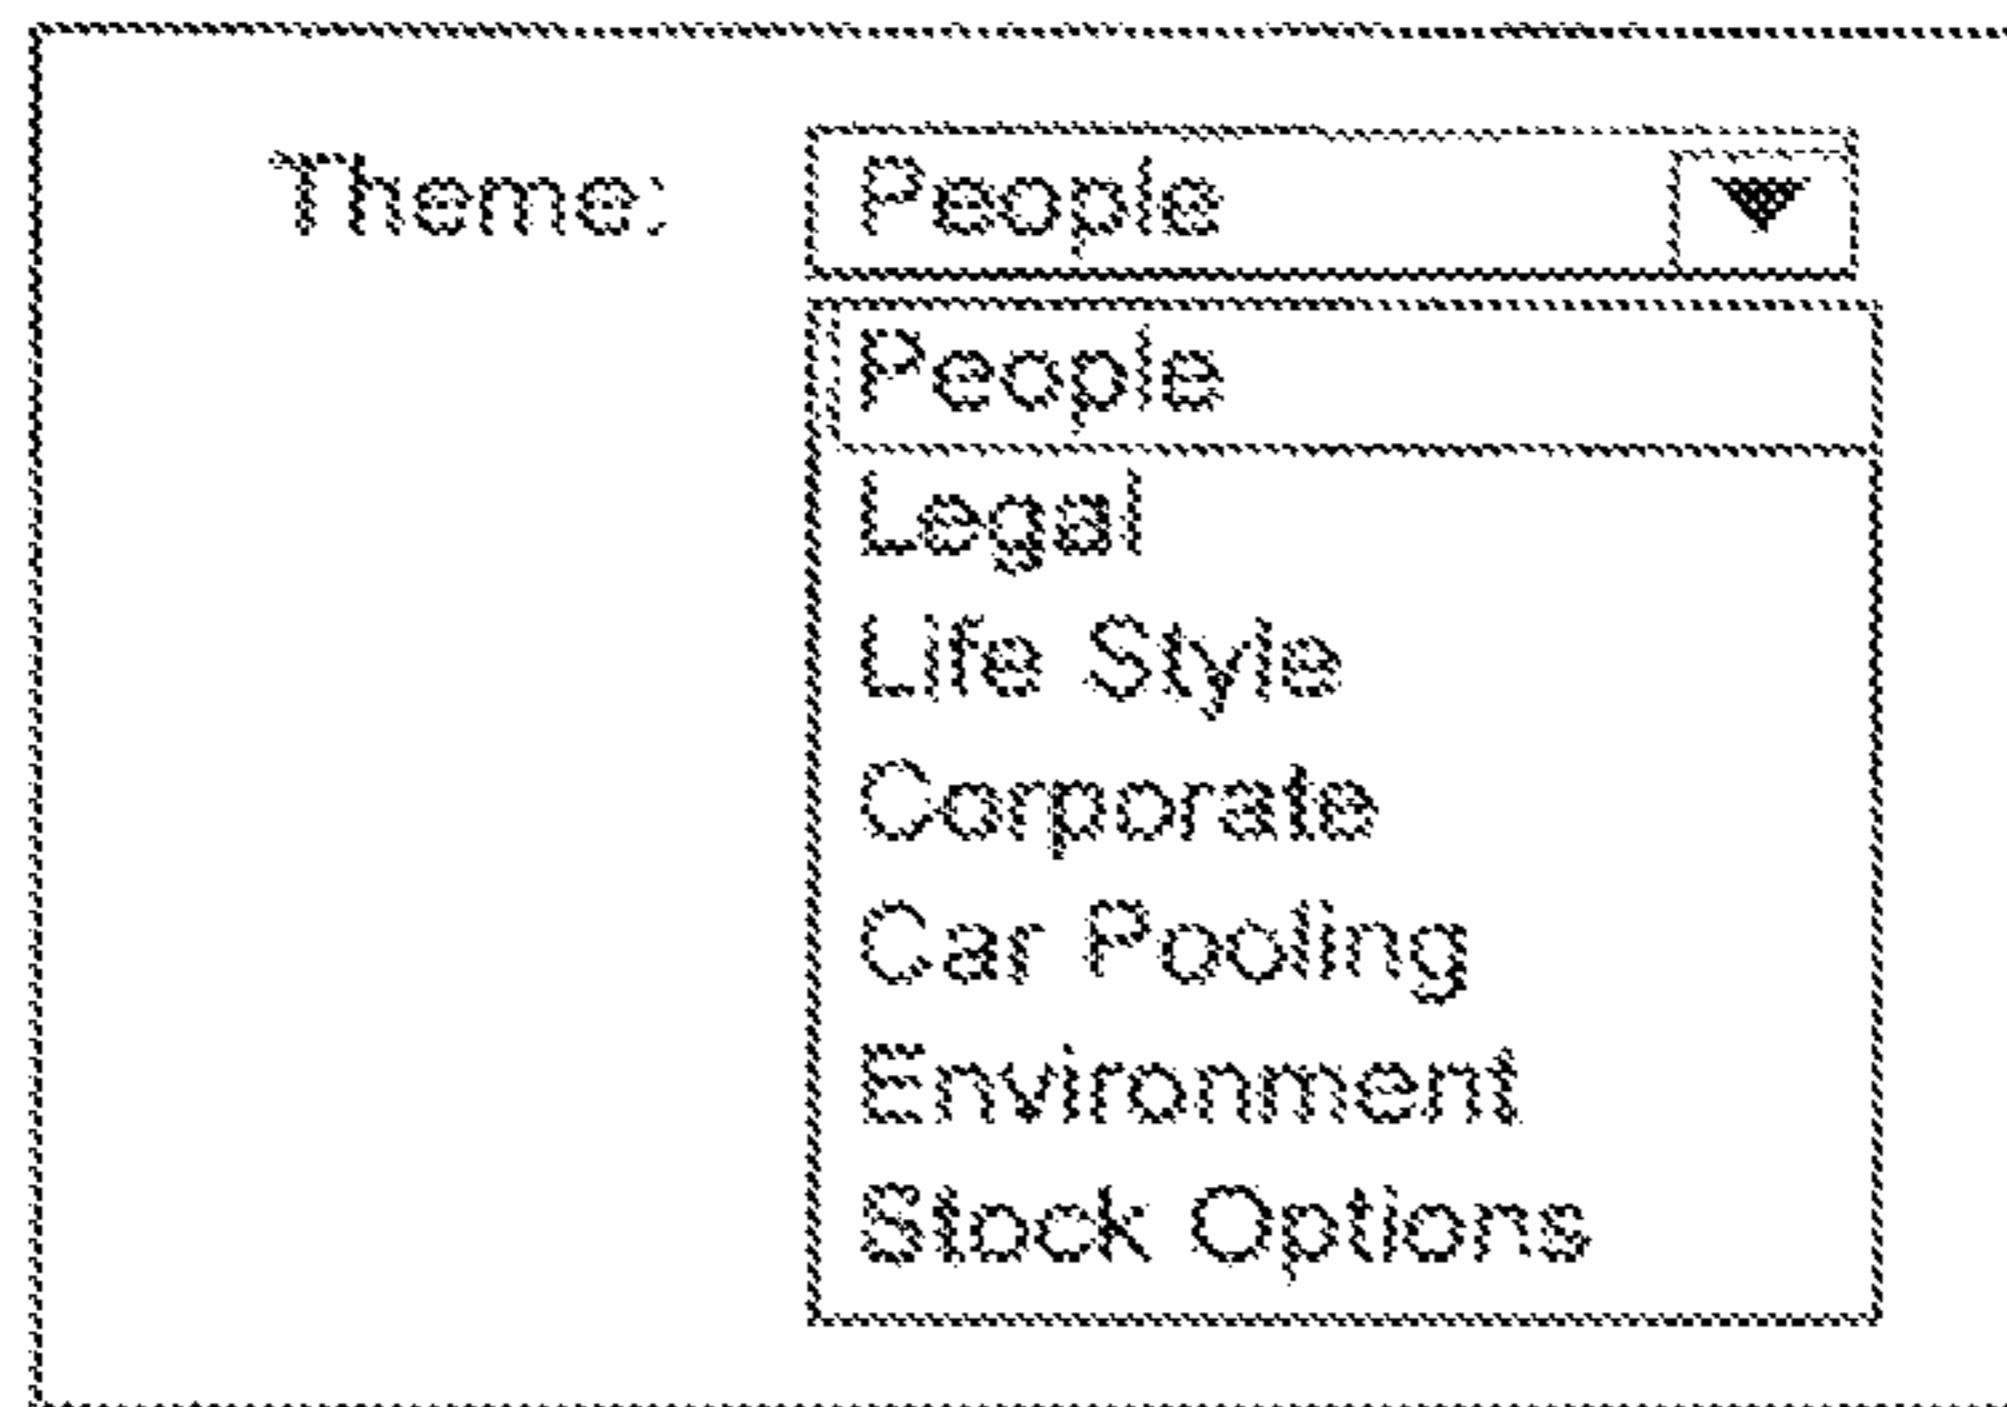 Theme: People
People
Legal
Life Style
Corporate
Car Pooling
Environment
Stock Options